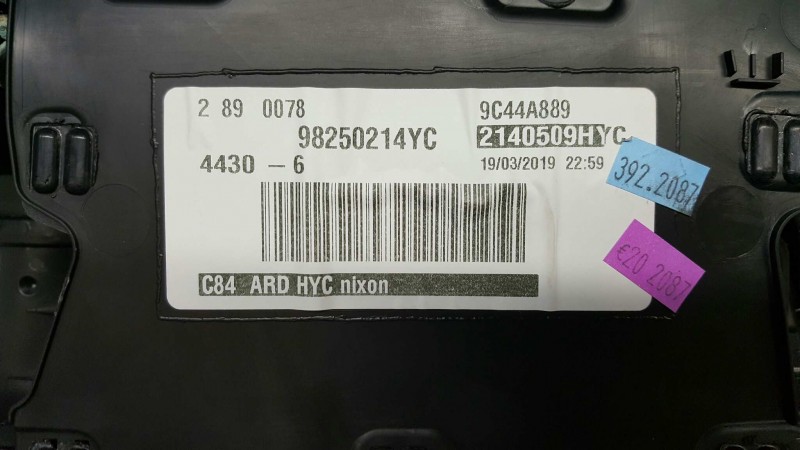 2 89 0078
9C44A889
98250214YC
2140509HYC
4430 - 6
19/03/2019 22:59
C84 ARD HYC nixon
392.2087
€20 2087